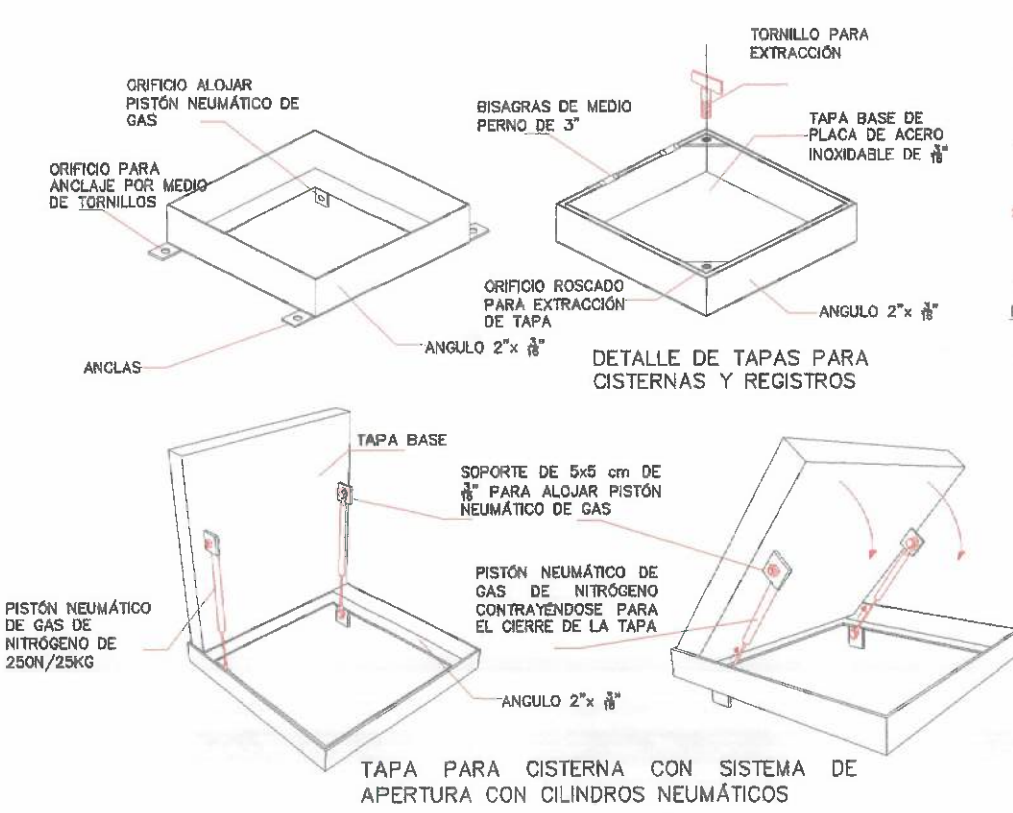 ORIFICIO ALOJAR
PISTÓN NEUMÁTICO DE
GAS
ORIFICIO PARA
ANCLAJE POR MEDIO
DE TORNILLOS
ANCLAS
ANGULO 2"x 3/16"
TORNILLO PARA
EXTRACCIÓN
BISAGRAS DE MEDIO
PERNO DE 3"
TAPA BASE DE
PLACA DE ACERO
INOXIDABLE DE 3/16"
ORIFICIO ROSCADO
PARA EXTRACCIÓN
DE TAPA
ANGULO 2"x 3/16"
DETALLE DE TAPAS PARA
CISTERNAS Y REGISTROS
TAPA BASE
SOPORTE DE 5x5 cm DE
3/16" PARA ALOJAR PISTÓN
NEUMÁTICO DE GAS
PISTÓN NEUMÁTICO DE
GAS DE NITRÓGENO
CONTRAYÉNDOSE PARA
EL CIERRE DE LA TAPA
PISTÓN NEUMÁTICO
DE GAS DE
NITRÓGENO DE
250N/25KG
ANGULO 2"x 3/16"
TAPA PARA CISTERNA CON SISTEMA DE
APERTURA CON CILINDROS NEUMÁTICOS